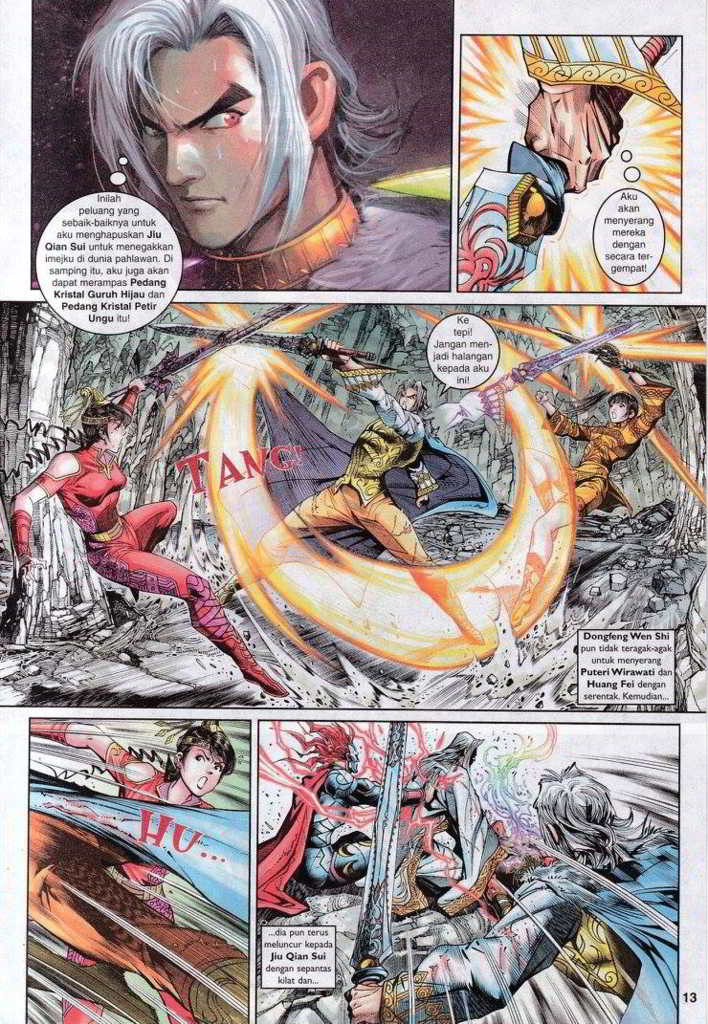 Inilah
peluang yang
sebaik-baiknya untuk
aku menghapuskan Jiu
Qian Sui untuk menegakkan
imejku di dunia pahlawan. Di
samping itu, aku juga akan
dapat merampas Pedang
Kristal Guruh Hijau dan
Pedang Kristal Petir
Ungu itu!
Aku
akan
menyerang
mereka
dengan
secara ter-
gempat!
Ke
tepi!
Jangan men-
jadi halangan
kepada aku
ini!
TANG!
Dongfeng Wen Shi
pun tidak teragak-agak
untuk menyerang
Puteri Wirawati dan
Huang Fei dengan
serentak. Kemudian...
HU...
...dia pun terus
meluncur kepada
Jiu Qian Sui
dengan sepantas
kilat dan...
13